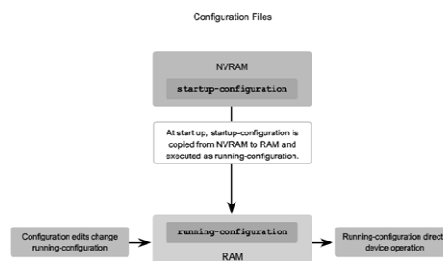 Configuration Files
NVRAM
startup-configuration
At start up, startup-configuration is
copied from NVRAM to RAM and
executed as running-configuration.
running-configuration
RAM
Configuration edits change
running-configuration
Running-configuration direct
device operation